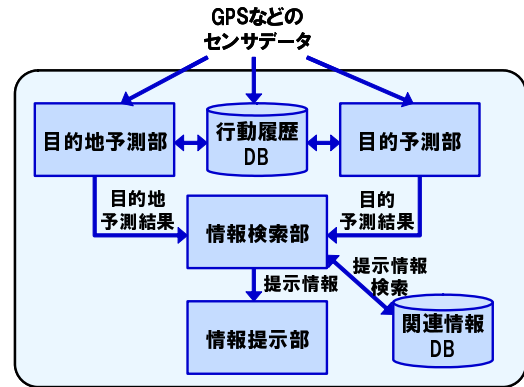 GPSなどの
センサデータ
目的地予測部
行動履歴
DB
目的予測部
目的地
予測結果
目的
予測結果
情報検索部
提示情報
提示情報
検索
情報提示部
関連情報
DB